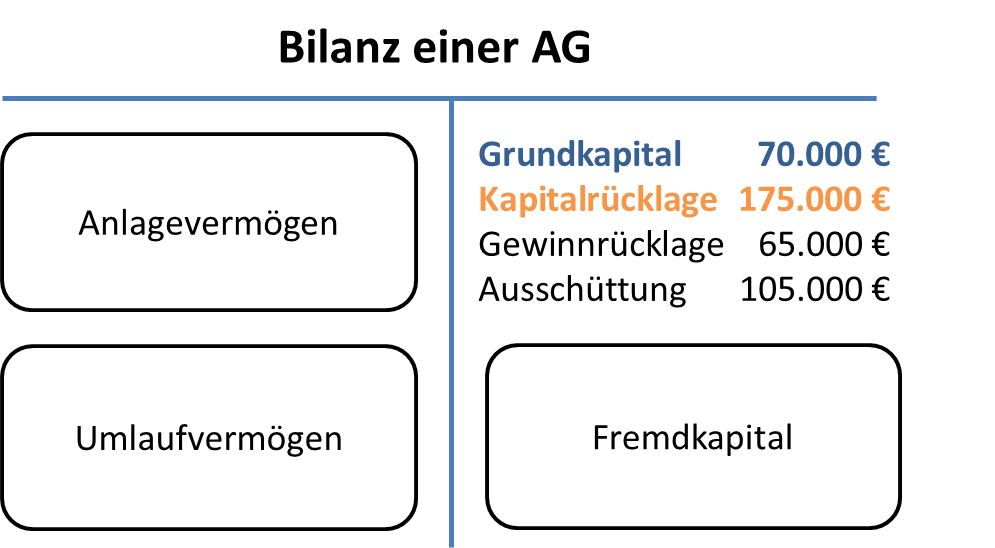 Bilanz einer AG
Anlagevermögen
Umlaufvermögen
Grundkapital 70.000 €
Kapitalrücklage 175.000 €
Gewinnrücklage 65.000 €
Ausschüttung 105.000 €
Fremdkapital